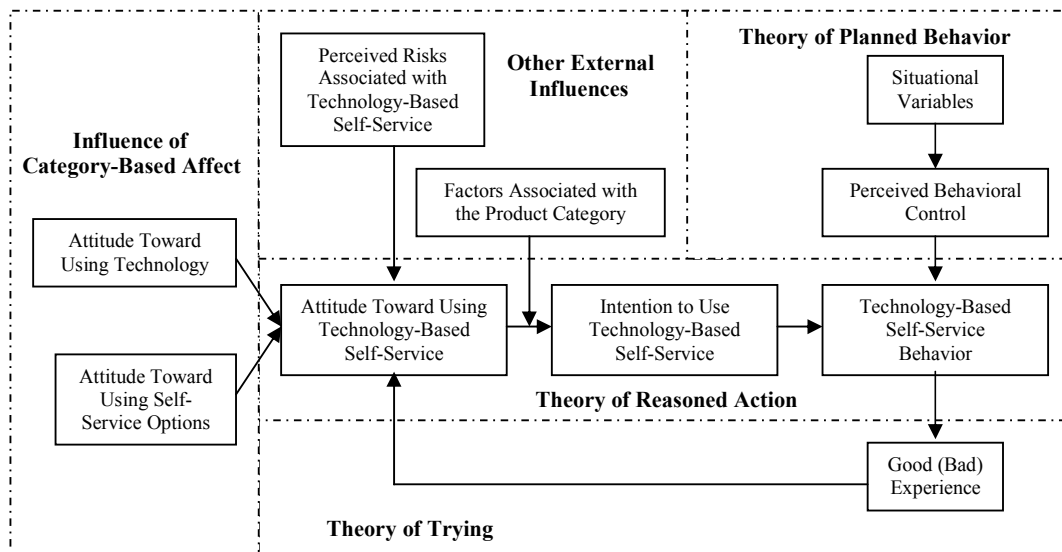 Perceived Risks
Associated with
Technology-Based
Self-Service
Other External
Influences
Theory of Planned Behavior
Situational
Variables
Influence of
Category-Based Affect
Factors Associated with
the Product Category
Perceived Behavioral
Control
Attitude Toward
Using Technology
Attitude Toward Using
Technology-Based
Self-Service
Intention to Use
Technology-Based
Self-Service
Technology-Based
Self-Service
Behavior
Attitude Toward
Using Self-
Service Options
Theory of Reasoned Action
Good (Bad)
Experience
Theory of Trying